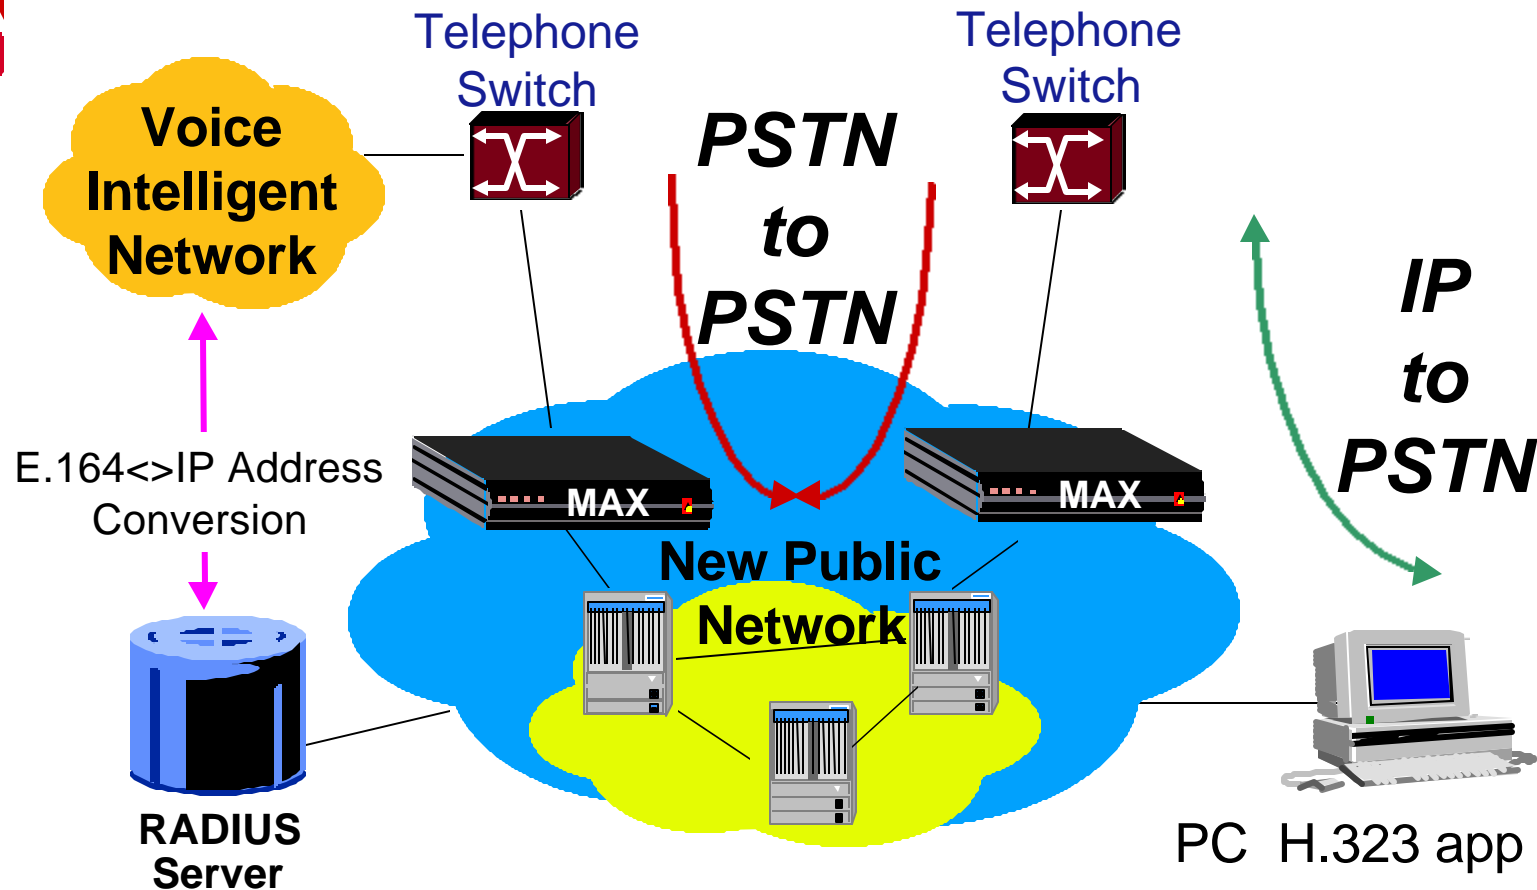 Telephone
Switch
Telephone
Switch
Voice
Intelligent
Network
PSTN
to
PSTN
IP
to
PSTN
E.164<>IP Address
Conversion
MAX
MAX
New Public
Network
RADIUS
Server
PC H.323 app